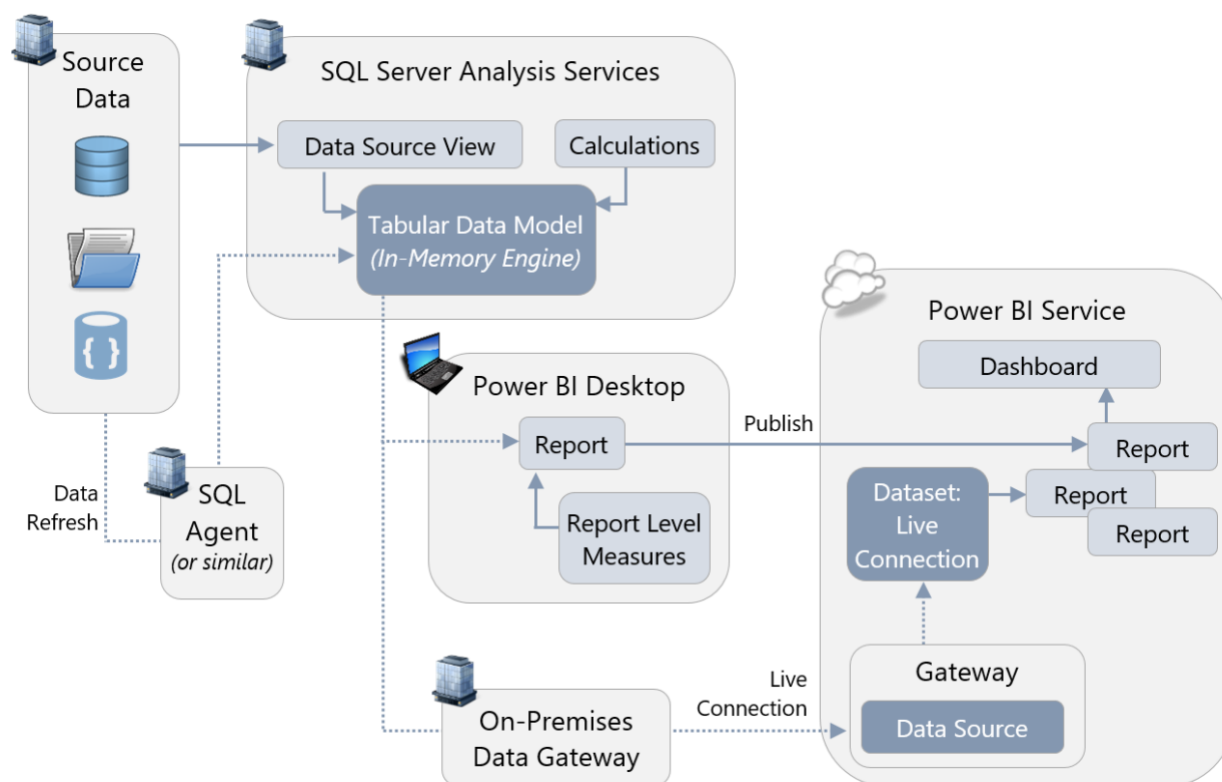 Source
Data
SQL Server Analysis Services
Data Source View
Calculations
Tabular Data Model
(In-Memory Engine)
{ }
Data
Refresh
SQL
Agent
(or similar)
Power BI Desktop
Report
Report Level
Measures
Publish
Power BI Service
Dashboard
Report
Report
Report
Dataset:
Live
Connection
On-Premises
Data Gateway
Live
Connection
Gateway
Data Source